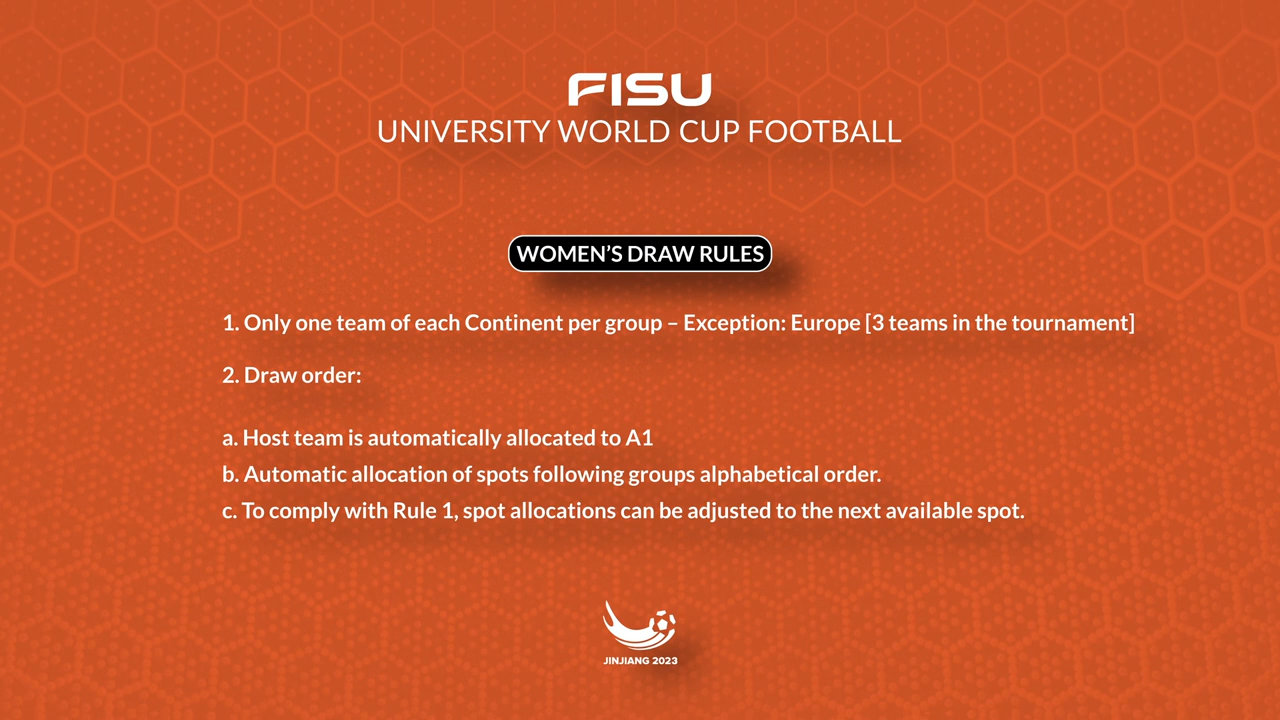 FISU
UNIVERSITY WORLD CUP FOOTBALL
WOMEN'S DRAW RULES
1. Only one team of each Continent per group – Exception: Europe [3 teams in the tournament]
2. Draw order:
a. Host team is automatically allocated to A1
b. Automatic allocation of spots following groups alphabetical order.
c. To comply with Rule 1, spot allocations can be adjusted to the next available spot.
JINJIANG 2023